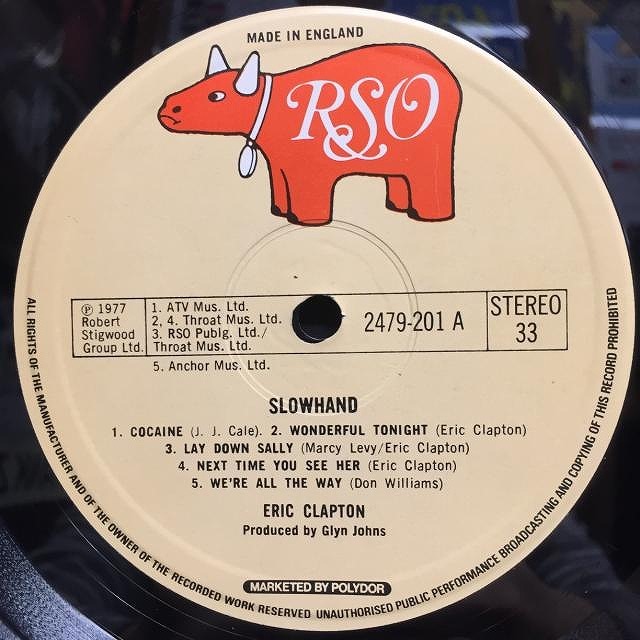 MADE IN ENGLAND
RSO
℗ 1977
Robert
Stigwood
Group Ltd.
1. ATV Mus. Ltd.
2, 4. Throat Mus. Ltd.
3. RSO Publg. Ltd./
Throat Mus. Ltd.
5. Anchor Mus. Ltd.
2479-201 A
STEREO
33
SLOWHAND
1. COCAINE (J. J. Cale). 2. WONDERFUL TONIGHT (Eric Clapton)
3. LAY DOWN SALLY (Marcy Levy/Eric Clapton)
4. NEXT TIME YOU SEE HER (Eric Clapton)
5. WE'RE ALL THE WAY (Don Williams)
ERIC CLAPTON
Produced by Glyn Johns
MARKETED BY POLYDOR
ALL RIGHTS OF THE MANUFACTURER AND OF THE OWNER OF THE RECORDED WORK RESERVED UNAUTHORISED PUBLIC PERFORMANCE BROADCASTING AND COPYING OF THIS RECORD PROHIBITED